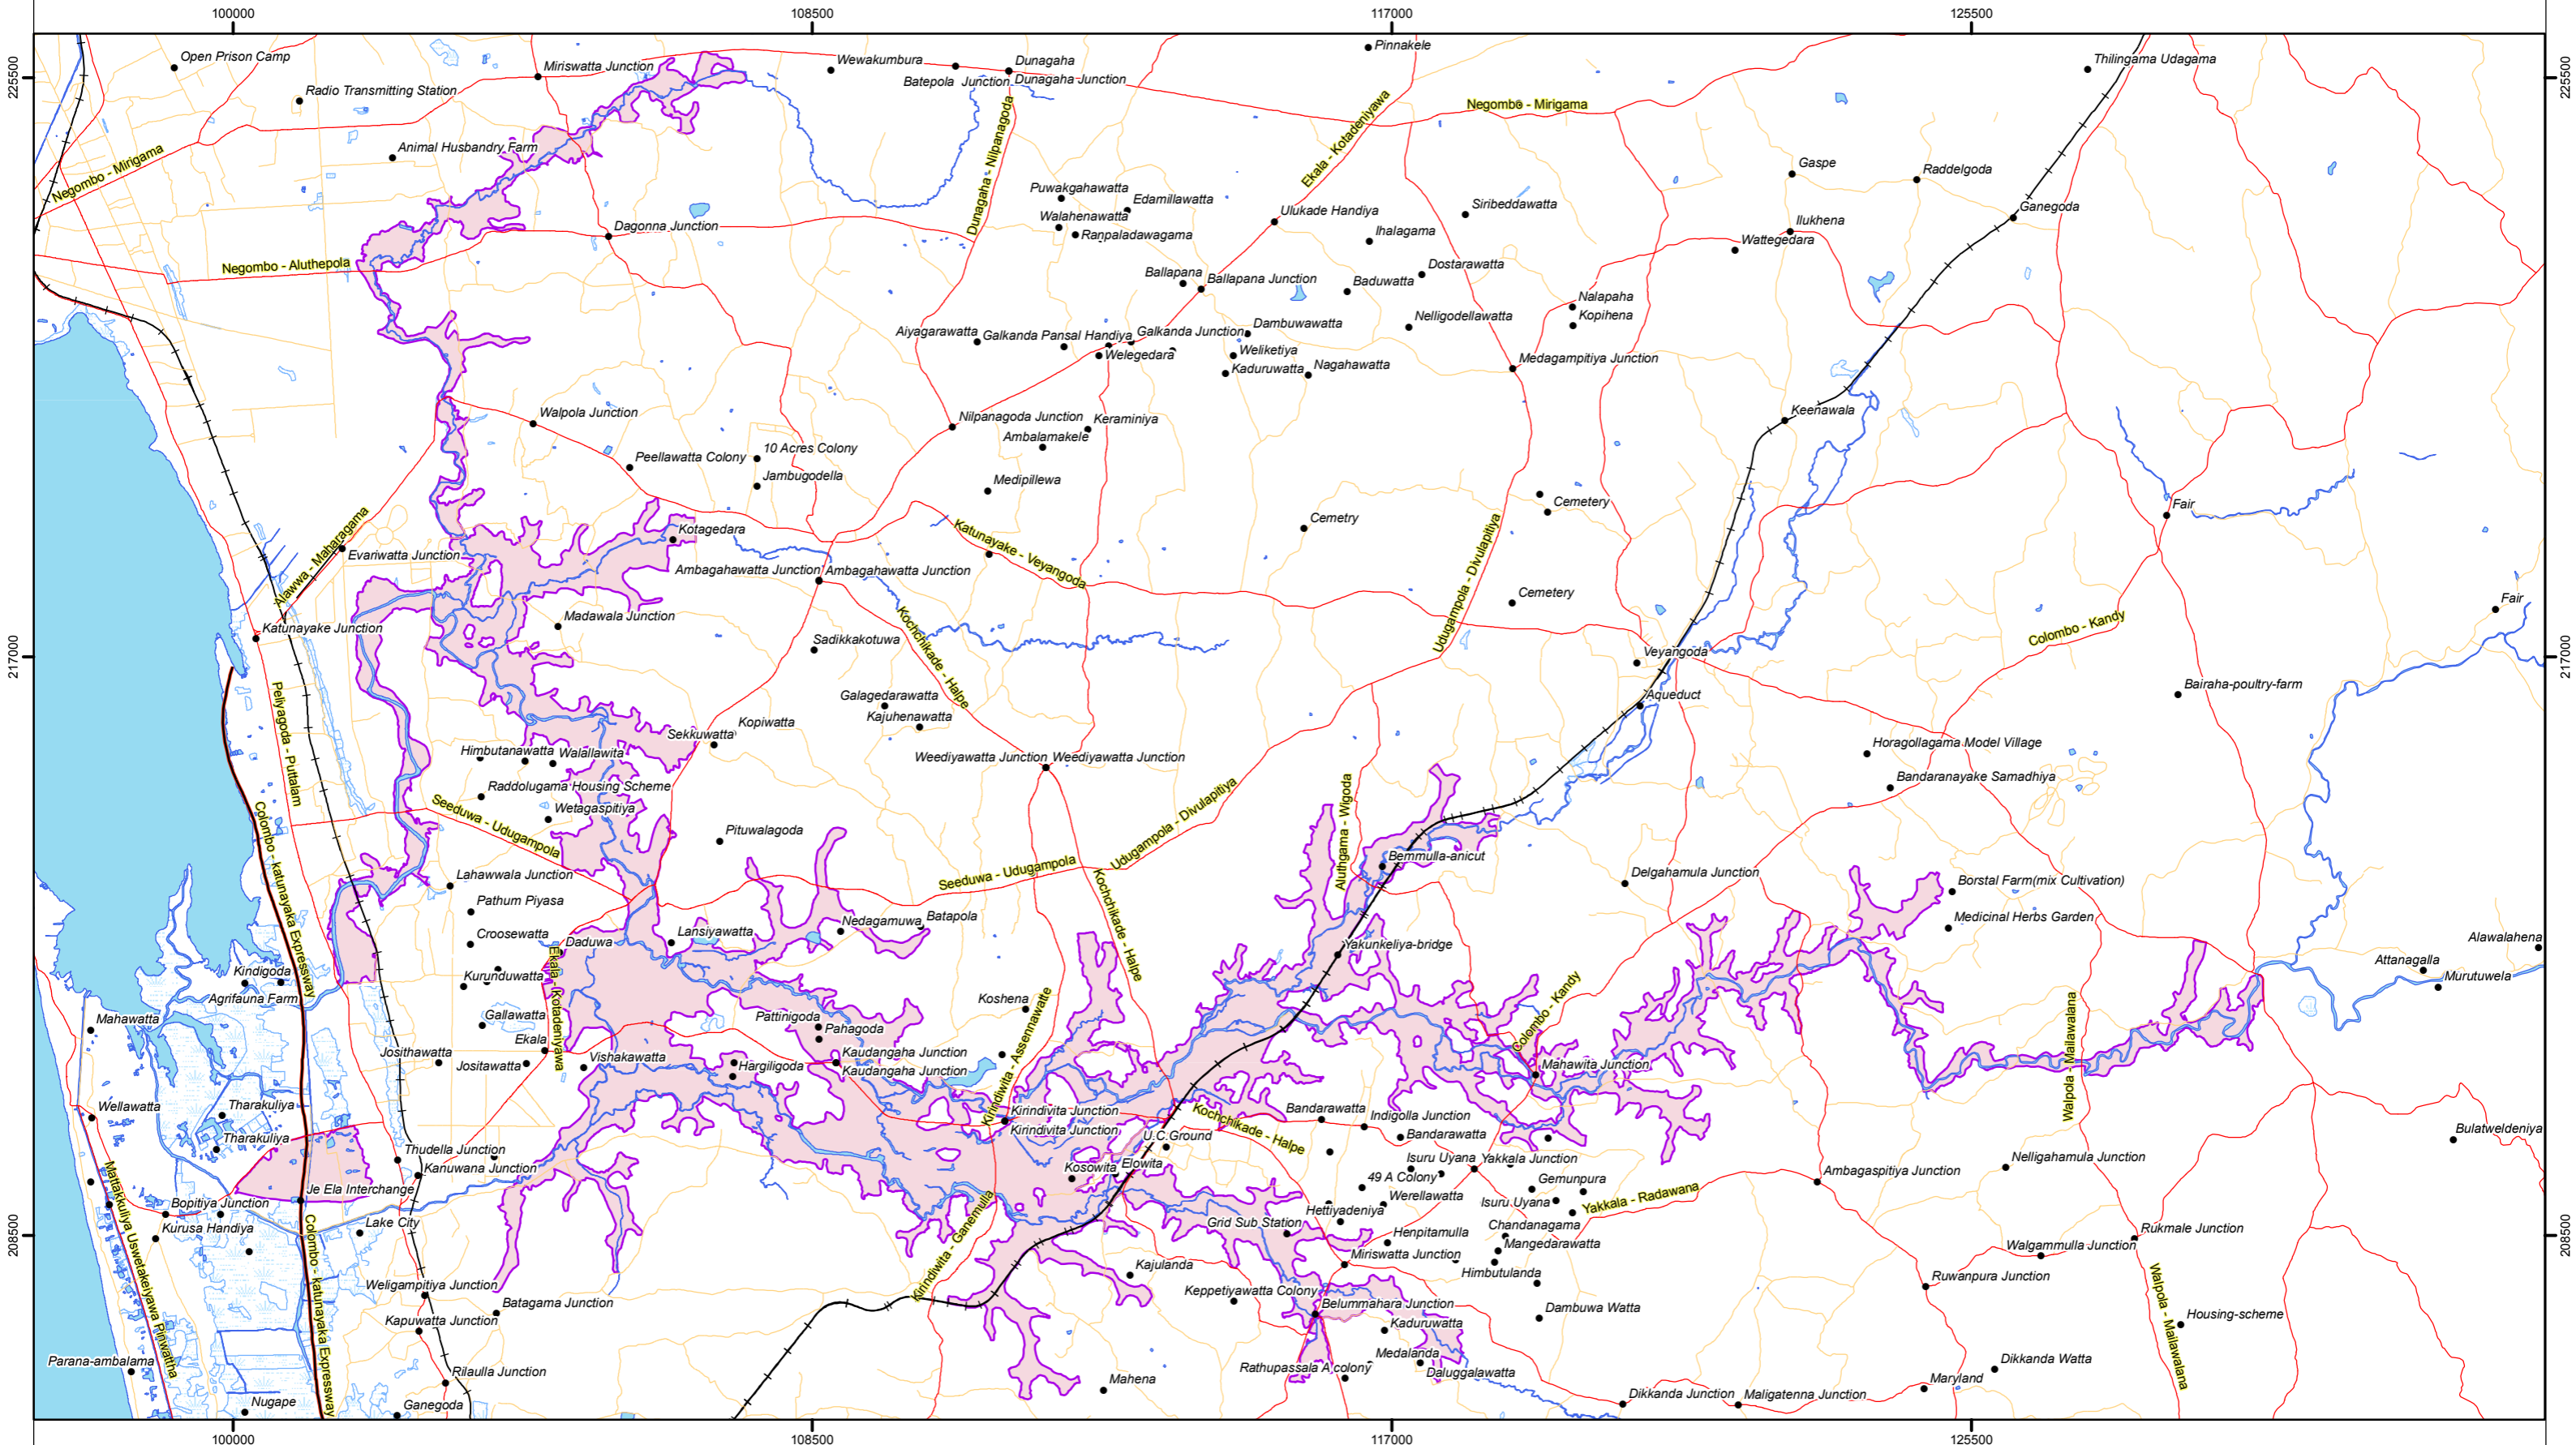 100000
108500
117000
125500
225500
225500
Open Prison Camp
Miriswatta Junction
Wewakumbura
Dunagaha
Batepola Junction
Dunagaha Junction
Pinnakele
Thilingama Udagama
Radio Transmitting Station
Negombo - Mirigama
Animal Husbandry Farm
Negombo - Mirigama
Dunagaha - Nilpanagoda
Ekala - Kotadeniyawa
Gaspe
Raddelgoda
Puwakgahawatta
Edamillawatta
Walahenawatta
Ranpaladawagama
Ulukade Handiya
Siribeddawatta
Ihalagama
Ilukhena
Wattegedara
Ganegoda
Dagonna Junction
Negombo - Aluthepola
Ballapana
Ballapana Junction
Dostarawatta
Baduwatta
Nalapaha
Kopihena
Aiyagarawatta
Galkanda Pansal Handiya
Galkanda Junction
Dambuwawatta
Nelligodellawatta
Welegedara
Weliketiya
Kaduruwatta
Nagahawatta
Medagampitiya Junction
Walpola Junction
Nilpanagoda Junction
Keraminiya
Ambalamakele
Keenawala
Peellawatta Colony
10 Acres Colony
Jambugodella
Medipillewa
Cemetery
Cemetry
Fair
Alawwa - Maharagama
Evariwatta Junction
Kotagedara
Katunayake - Veyangoda
Ambagahawatta Junction
Ambagahawatta Junction
Udugampola - Divulapitiya
Cemetery
Fair
Katunayake Junction
Madawala Junction
Sadikkakotuwa
Kochchikade - Halpe
Colombo - Kandy
217000
217000
Veyangoda
Aqueduct
Bairaha-poultry-farm
Peliyagoda - Puttalam
Galagedarawatta
Kajuhenawatta
Kopiwatta
Sekkuwatta
Himbutanawatta
Walallawita
Weediyawatta Junction
Weediyawatta Junction
Horagollagama Model Village
Bandaranayake Samadhiya
Raddolugama Housing Scheme
Wetagaspitiya
Seeduwa - Udugampola
Pituwalagoda
Udugampola - Divulapitiya
Aluthgama - Wigoda
Bemmulla-anicut
Colombo - katunayaka Expressway
Lahawwala Junction
Pathum Piyasa
Seeduwa - Udugampola
Kochchikade - Halpe
Delgahamula Junction
Borstal Farm(mix Cultivation)
Medicinal Herbs Garden
Croosewatta
Daduwa
Lansiyawatta
Nedagamuwa
Batapola
Yakunkeliya-bridge
Alawalahena
Attanagalla
Murutuwela
Kindigoda
Agrifauna Farm
Kurunduwatta
Ekala - Kotadeniyawa
Koshena
Mahawatta
Gallawatta
Ekala
Pattinigoda
Pahagoda
Kirindiwita - Assennawatte
Colombo - Kandy
Walpola - Mailawalana
Josithawatta
Jositawatta
Vishakawatta
Hargiligoda
Kaudangaha Junction
Kaudangaha Junction
Mahawita Junction
Wellawatta
Tharakuliya
Tharakuliya
Kirindivita Junction
Kirindivita Junction
Kochchikade - Halpe
Bandarawatta
Indigolla Junction
Bandarawatta
U.C.Ground
Bulatweldeniya
Thudella Junction
Kanuwana Junction
Kosowita
Elowita
Isuru Uyana
Yakkala Junction
49 A Colony
Gemunpura
Nelligahamula Junction
Ambagaspitiya Junction
Je Ela Interchange
Werellawatta
Isuru Uyana
Yakkala - Radawana
Bopitiya Junction
Kurusa Handiya
Lake City
Hettiyadeniya
Grid Sub Station
Henpitamulla
Chandanagama
Mangedarawatta
Rukmale Junction
Walgammulla Junction
208500
208500
Mattakkuliya Uswetakeiyawa Pinwattha
Colombo - katunayaka Expressway
Kirindiwita - Ganemulla
Miriswatta Junction
Himbutulanda
Kajulanda
Ruwanpura Junction
Weligampitiya Junction
Batagama Junction
Keppetiyawatta Colony
Belummahara Junction
Dambuwa Watta
Walpola - Mailawalana
Housing-scheme
Kapuwatta Junction
Kaduruwatta
Parana-ambalama
Rilaulla Junction
Medalanda
Rathupassala A colony
Daluggalawatta
Dikkanda Watta
Mahena
Maryland
Nugape
Ganegoda
Dikkanda Junction
Maligatenna Junction
100000
108500
117000
125500